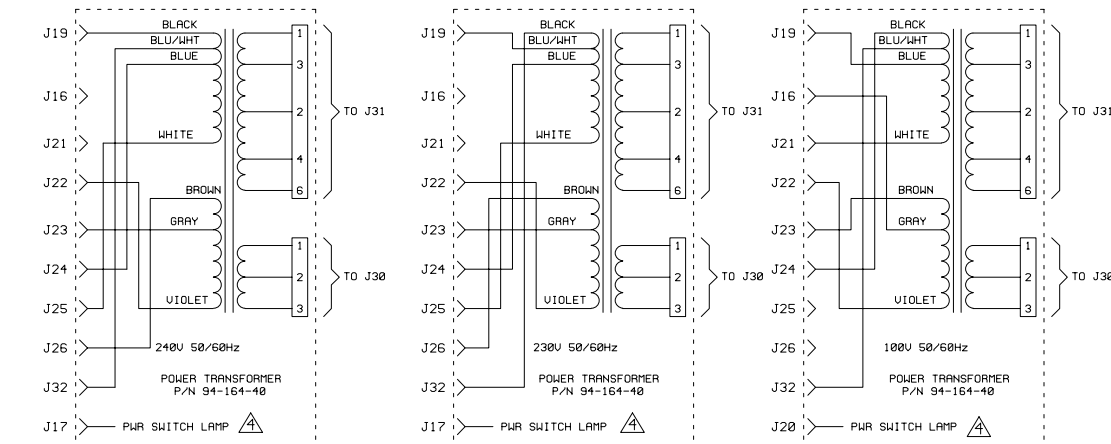 J19
BLACK
BLU/WHT
BLUE
1
3
J16
2
TO J31
J21
WHITE
4
J22
BROWN
6
J23
GRAY
1
J24
2
TO J30
J25
VIOLET
3
J26
240V 50/60Hz
J32
POWER TRANSFORMER
P/N 94-164-40
J17
PWR SWITCH LAMP
4
J19
BLACK
BLU/WHT
BLUE
1
3
J16
2
TO J31
J21
WHITE
4
J22
BROWN
6
J23
GRAY
1
J24
2
TO J30
J25
VIOLET
3
J26
230V 50/60Hz
J32
POWER TRANSFORMER
P/N 94-164-40
J17
PWR SWITCH LAMP
4
J19
BLACK
BLU/WHT
BLUE
1
3
J16
2
TO J31
J21
WHITE
4
J22
BROWN
6
J23
GRAY
1
J24
2
TO J30
J25
VIOLET
3
J26
100V 50/60Hz
J32
POWER TRANSFORMER
P/N 94-164-40
J20
PWR SWITCH LAMP
4